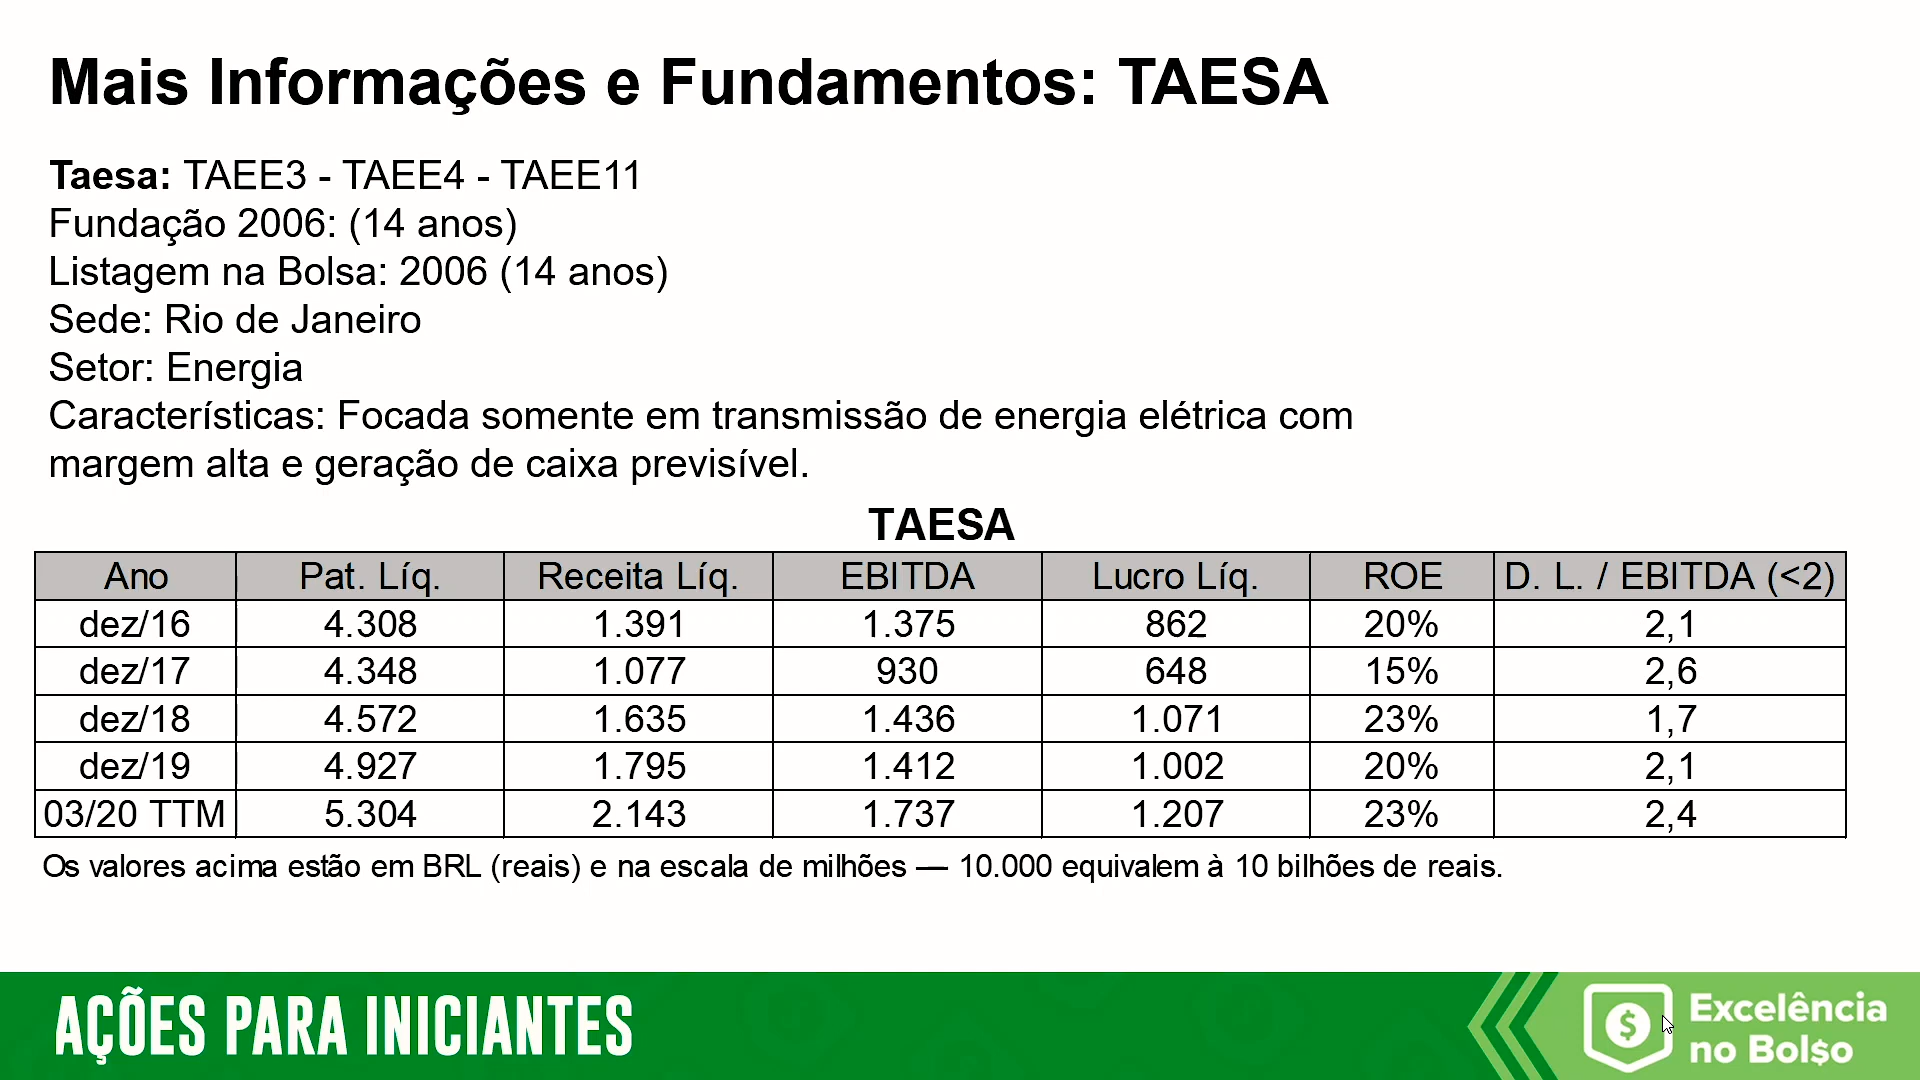 Mais Informações e Fundamentos: TAESA
Taesa: TAEE3 - TAEE4 - TAEE11
Fundação 2006: (14 anos)
Listagem na Bolsa: 2006 (14 anos)
Sede: Rio de Janeiro
Setor: Energia
Características: Focada somente em transmissão de energia elétrica com
margem alta e geração de caixa previsível.
TAESA
Ano Pat. Líq. Receita Líq. EBITDA Lucro Líq. ROE D. L. / EBITDA (<2)
dez/16 4.308 1.391 1.375 862 20% 2,1
dez/17 4.348 1.077 930 648 15% 2,6
dez/18 4.572 1.635 1.436 1.071 23% 1,7
dez/19 4.927 1.795 1.412 1.002 20% 2,1
03/20 TTM 5.304 2.143 1.737 1.207 23% 2,4
Os valores acima estão em BRL (reais) e na escala de milhões — 10.000 equivalem à 10 bilhões de reais.
AÇÕES PARA INICIANTES
$ Excelência
no Bol$o